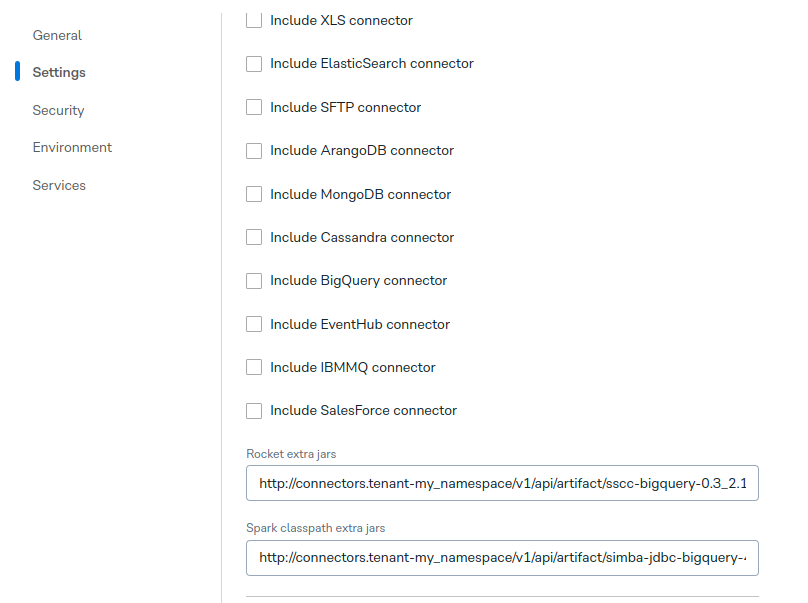 General
Settings
Security
Environment
Services
Include XLS connector
Include ElasticSearch connector
Include SFTP connector
Include ArangoDB connector
Include MongoDB connector
Include Cassandra connector
Include BigQuery connector
Include EventHub connector
Include IBMMQ connector
Include SalesForce connector
Rocket extra jars
http://connectors.tenant-my_namespace/v1/api/artifact/sscc-bigquery-0.3_2.1
Spark classpath extra jars
http://connectors.tenant-my_namespace/v1/api/artifact/simba-jdbc-bigquery-